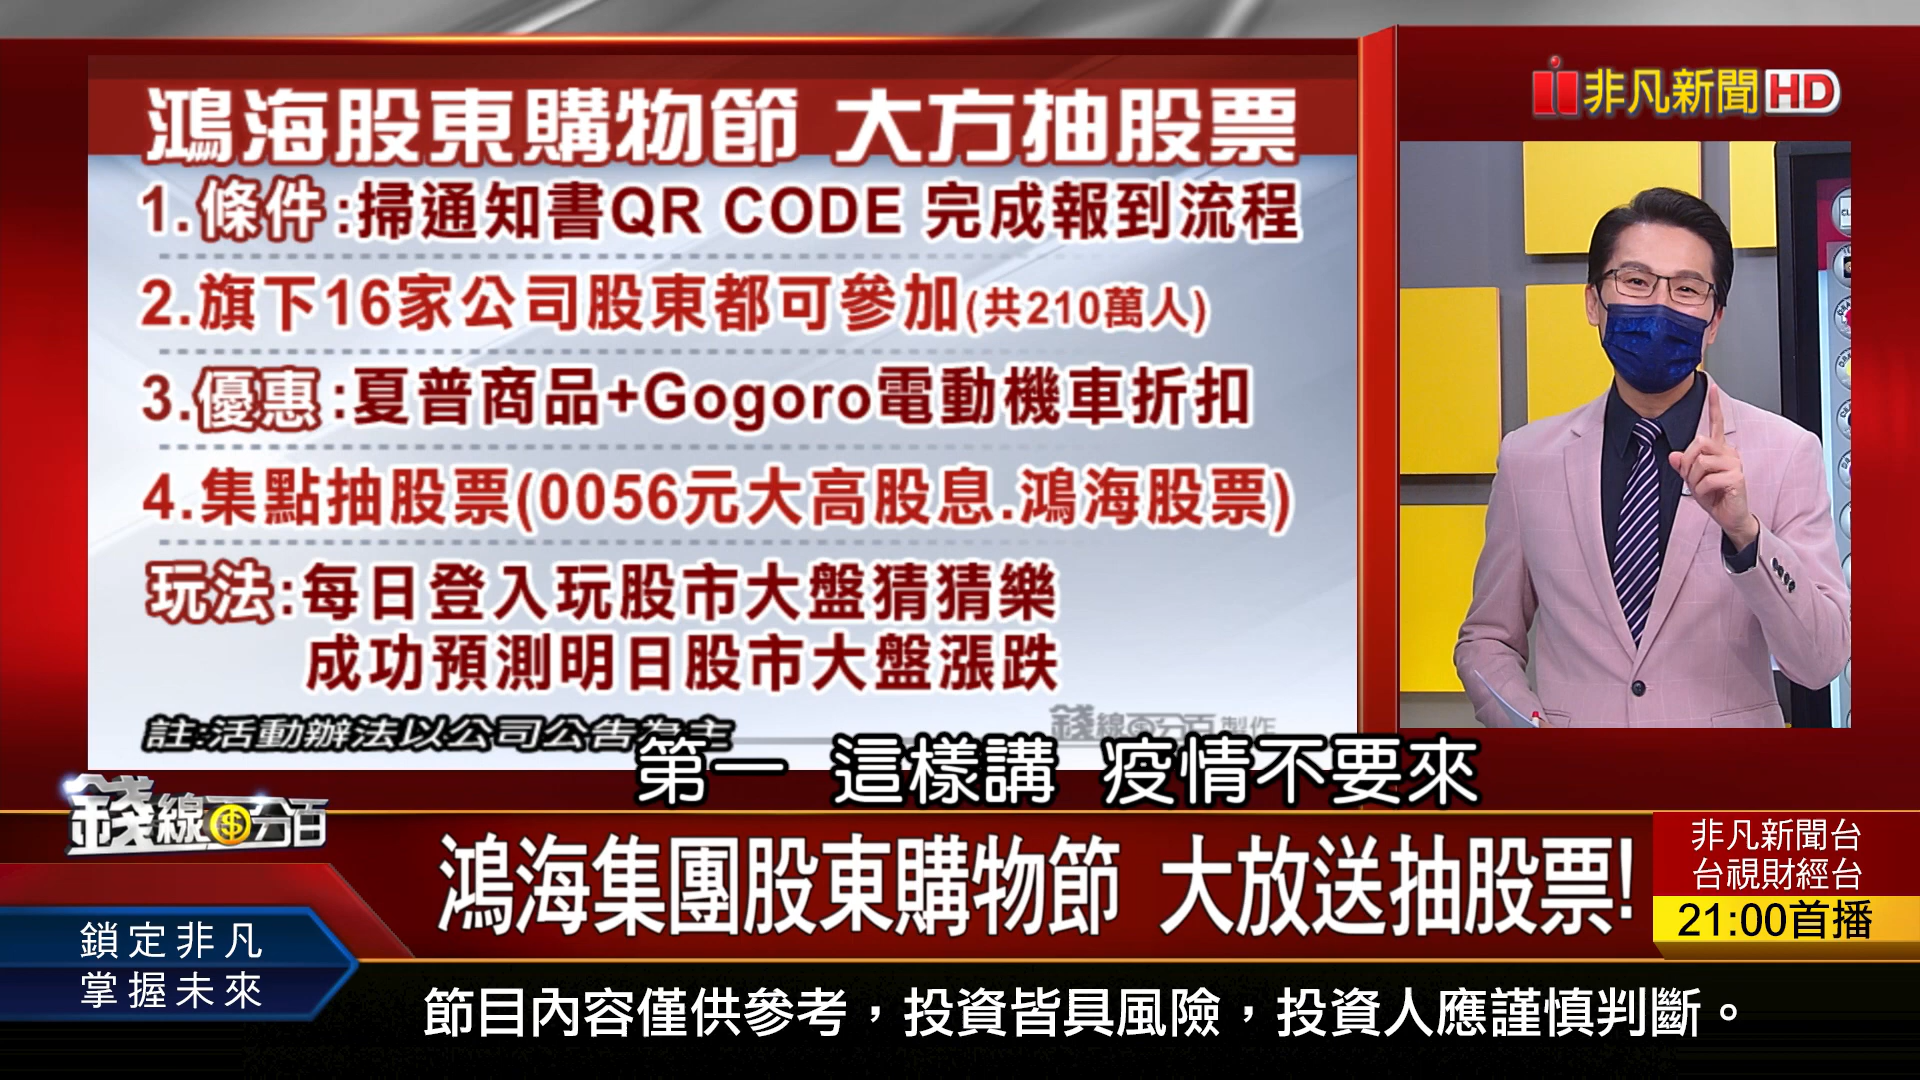 鴻海股東購物節 大方抽股票
1.條件:掃通知書QR CODE 完成報到流程
2.旗下16家公司股東都可參加(共210萬人)
3.優惠:夏普商品+Gogoro電動機車折扣
4.集點抽股票(0056元大高股息.鴻海股票)
玩法:每日登入玩股市大盤猜猜樂
成功預測明日股市大盤漲跌
註:活動辦法以公司公告為主
錢線百分百 製作
非凡新聞HD
第一 這樣講 疫情不要來
錢線百分百
鴻海集團股東購物節 大放送抽股票!
非凡新聞台
台視財經台
21:00首播
鎖定非凡
掌握未來
節目內容僅供參考，投資皆具風險，投資人應謹慎判斷。